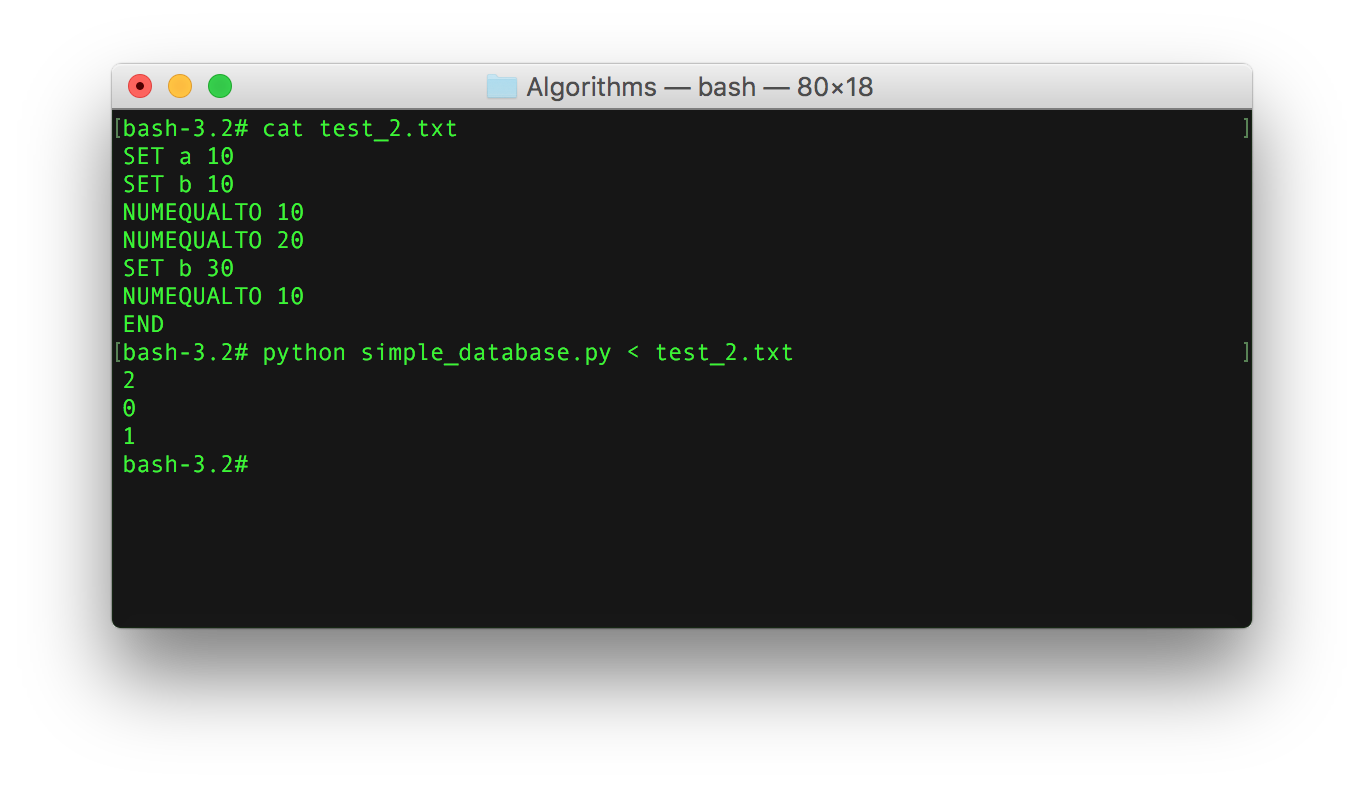 Algorithms — bash — 80×18
[bash-3.2# cat test_2.txt ]
SET a 10
SET b 10
NUMEQUALTO 10
NUMEQUALTO 20
SET b 30
NUMEQUALTO 10
END
[bash-3.2# python simple_database.py < test_2.txt ]
2
0
1
bash-3.2#